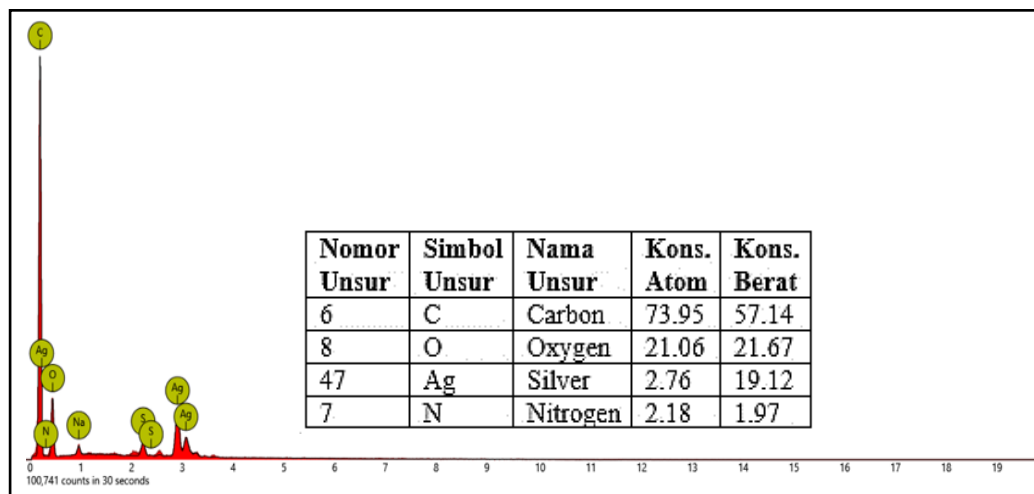 C
Ag
O
N
Na
S
S
Ag
Ag
0 1 2 3 4 5 6 7 8 9 10 11 12 13 14 15 16 17 18 19
100,741 counts in 30 seconds
Nomor Unsur Simbol Unsur Nama Unsur Kons. Atom Kons. Berat
6 C Carbon 73.95 57.14
8 O Oxygen 21.06 21.67
47 Ag Silver 2.76 19.12
7 N Nitrogen 2.18 1.97